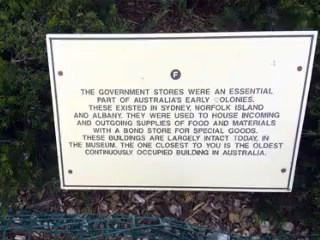 F
THE GOVERNMENT STORES WERE AN ESSENTIAL
PART OF AUSTRALIA'S EARLY COLONIES.
THESE EXISTED IN SYDNEY, NORFOLK ISLAND
AND ALBANY. THEY WERE USED TO HOUSE INCOMING
AND OUTGOING SUPPLIES OF FOOD AND MATERIALS
WITH A BOND STORE FOR SPECIAL GOODS.
THESE BUILDINGS ARE LARGELY INTACT TODAY, IN
THE MUSEUM. THE ONE CLOSEST TO YOU IS THE OLDEST
CONTINUOUSLY OCCUPIED BUILDING IN AUSTRALIA.